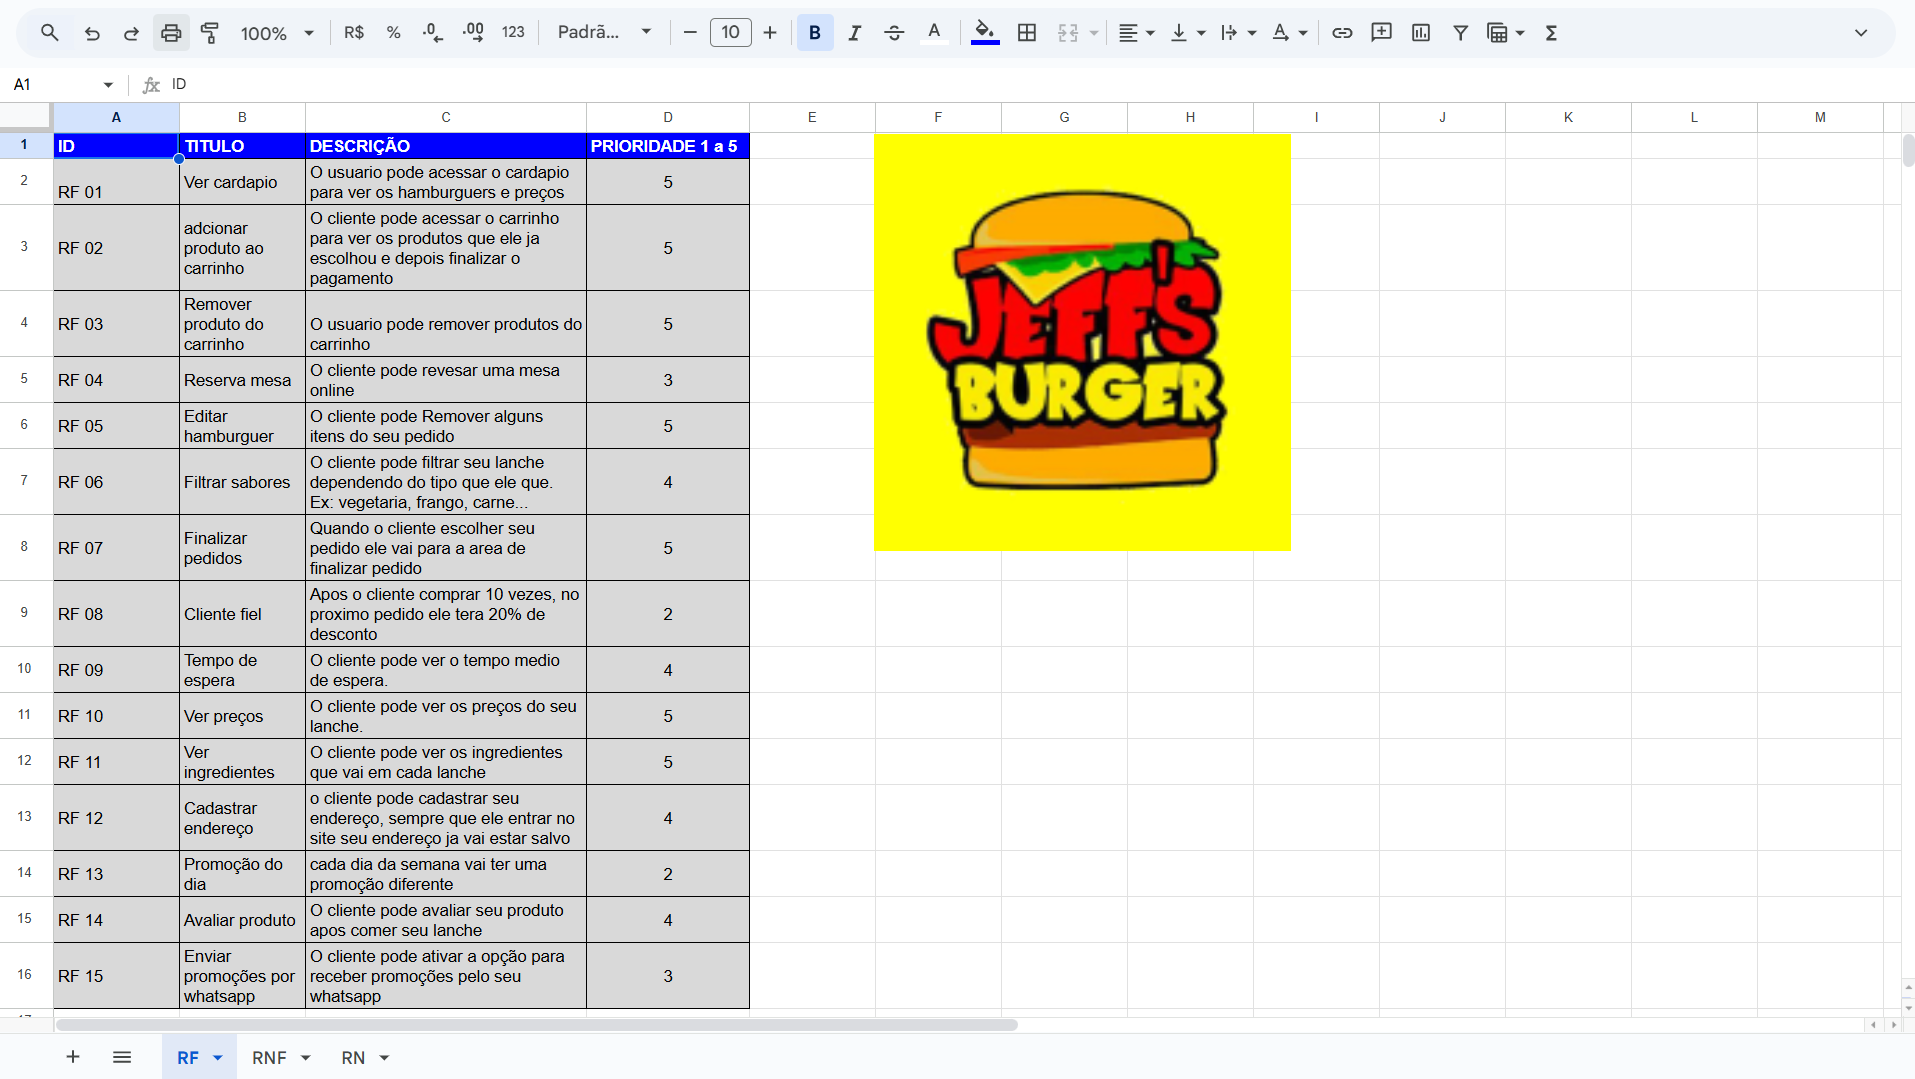 100%
R$
%
.0
.00
123
Padrã...
10
B
I
A
A
Σ
A1
fx
ID
A B C D E F G H I J K L M
1 ID TITULO DESCRIÇÃO PRIORIDADE 1 a 5
2 RF 01 Ver cardapio O usuario pode acessar o cardapio
para ver os hamburguers e preços 5
3 RF 02 adcionar
produto ao
carrinho
O cliente pode acessar o carrinho
para ver os produtos que ele ja
escolhou e depois finalizar o
pagamento
5
4 RF 03 Remover
produto do
carrinho
O usuario pode remover produtos do
carrinho
5
5 RF 04 Reserva mesa O cliente pode revesar uma mesa
online
3
6 RF 05 Editar
hamburguer
O cliente pode Remover alguns
itens do seu pedido
5
7 RF 06 Filtrar sabores O cliente pode filtrar seu lanche
dependendo do tipo que ele que.
Ex: vegetaria, frango, carne...
4
8 RF 07 Finalizar
pedidos
Quando o cliente escolher seu
pedido ele vai para a area de
finalizar pedido
5
9 RF 08 Cliente fiel Apos o cliente comprar 10 vezes, no
proximo pedido ele tera 20% de
desconto
2
10 RF 09 Tempo de
espera
O cliente pode ver o tempo medio
de espera.
4
11 RF 10 Ver preços O cliente pode ver os preços do seu
lanche.
5
12 RF 11 Ver
ingredientes
O cliente pode ver os ingredientes
que vai em cada lanche
5
13 RF 12 Cadastrar
endereço
o cliente pode cadastrar seu
endereço, sempre que ele entrar no
site seu endereço ja vai estar salvo
4
14 RF 13 Promoção do
dia
cada dia da semana vai ter uma
promoção diferente
2
15 RF 14 Avaliar produto O cliente pode avaliar seu produto
apos comer seu lanche
4
16 RF 15 Enviar
promoções por
whatsapp
O cliente pode ativar a opção para
receber promoções pelo seu
whatsapp
3
JEFF'S
BURGER
RF
RNF
RN